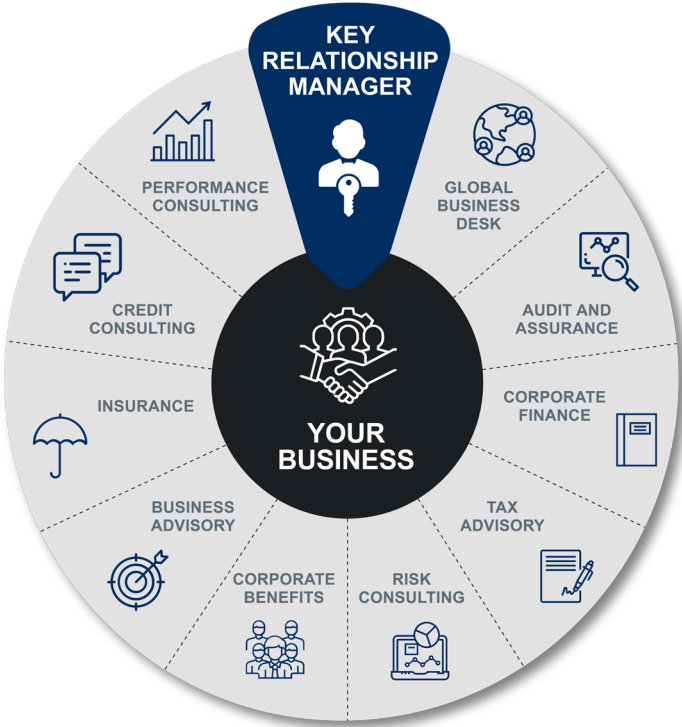 KEY
RELATIONSHIP
MANAGER
GLOBAL
BUSINESS
DESK
AUDIT AND
ASSURANCE
CORPORATE
FINANCE
TAX
ADVISORY
RISK
CONSULTING
CORPORATE
BENEFITS
BUSINESS
ADVISORY
INSURANCE
CREDIT
CONSULTING
PERFORMANCE
CONSULTING
YOUR
BUSINESS